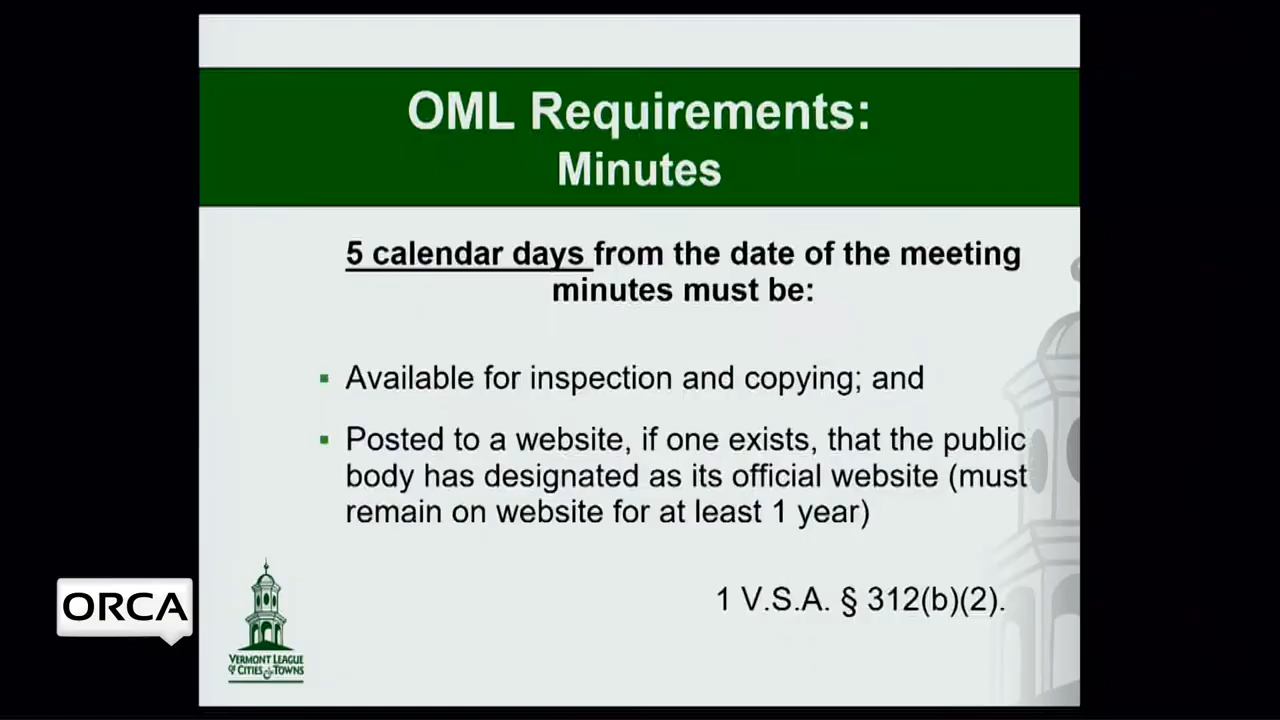 OML Requirements:
Minutes
5 calendar days from the date of the meeting
minutes must be:
▪ Available for inspection and copying; and
▪ Posted to a website, if one exists, that the public
body has designated as its official website (must
remain on website for at least 1 year)
1 V.S.A. § 312(b)(2).
ORCA
VERMONT LEAGUE
OF CITIES & TOWNS